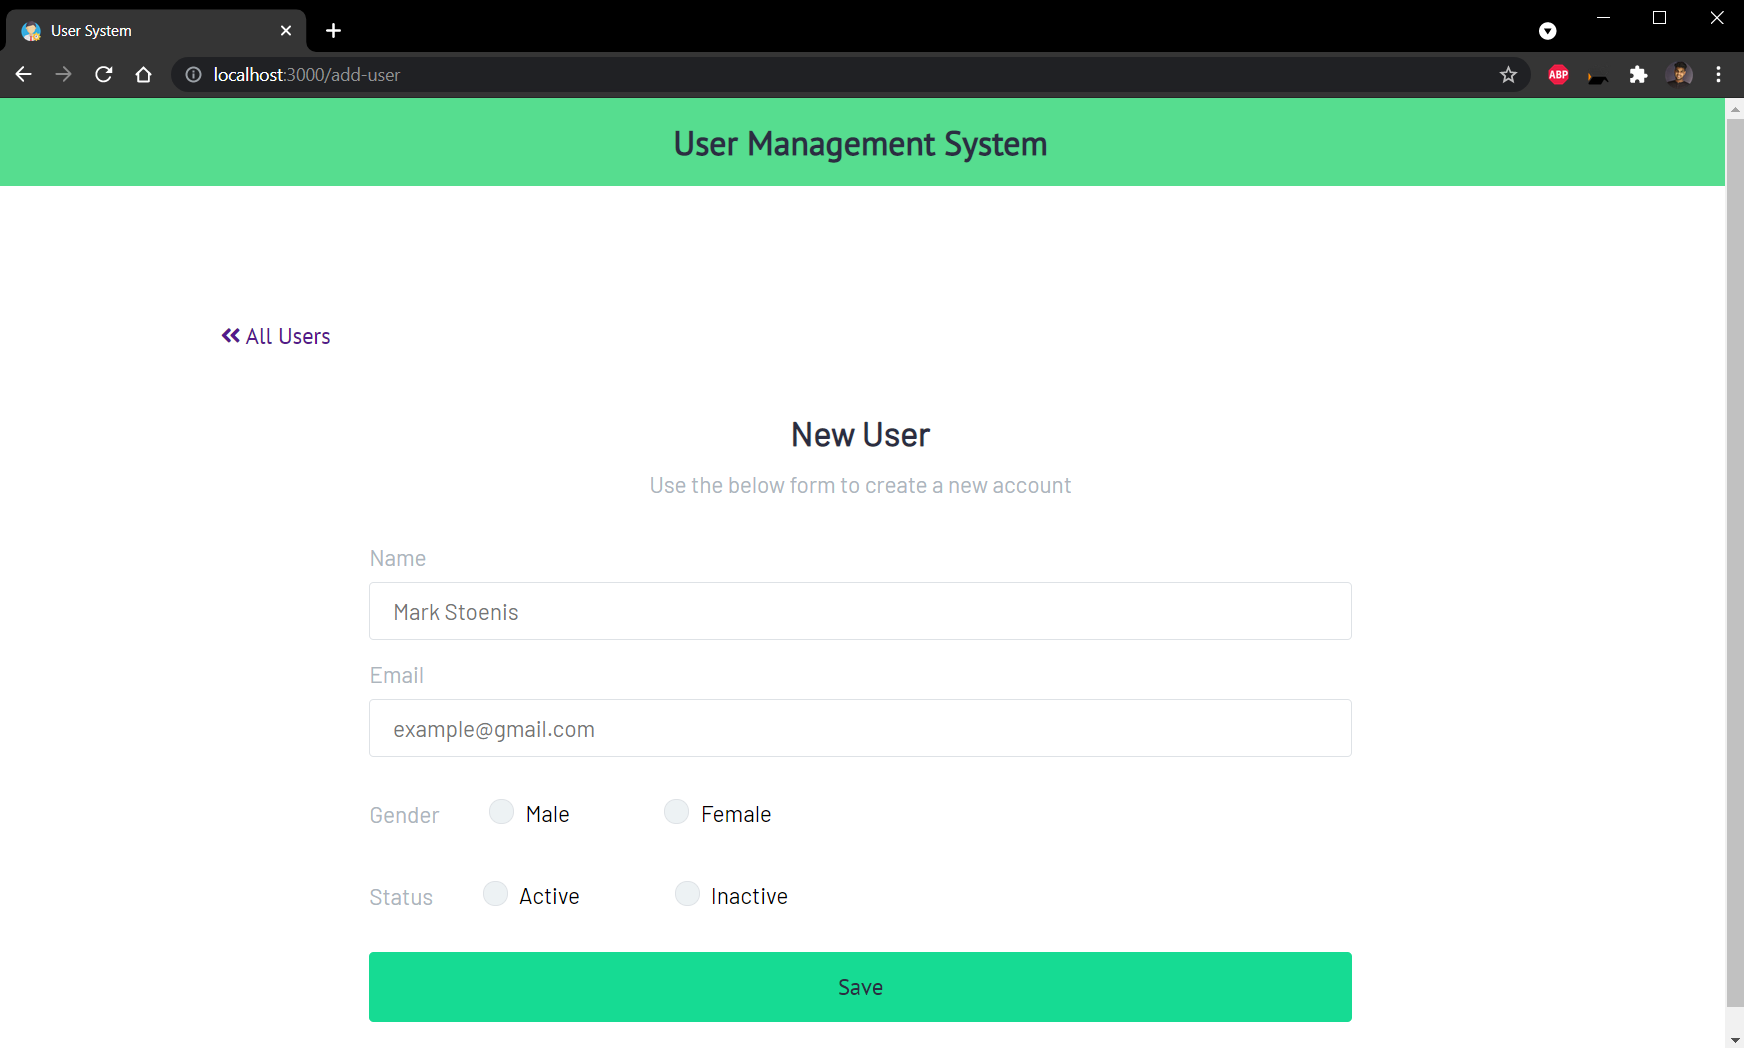 User System
localhost:3000/add-user
ABP
User Management System
All Users
New User
Use the below form to create a new account
Name
Mark Stoenis
Email
example@gmail.com
Gender Male Female
Status Active Inactive
Save